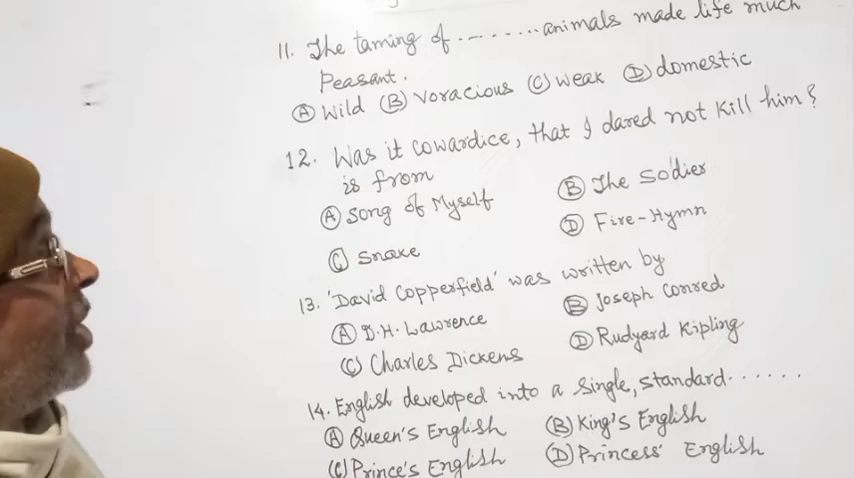 11. The taming of ........ animals made life much
Peasant.
(A) Wild (B) Voracious (C) Weak (D) domestic
12. Was it cowardice, that I dared not kill him?
is from
(A) Song of Myself (B) The Soldier
(C) Snake (D) Fire-Hymn
13. 'David Copperfield' was written by
(A) D.H. Lawrence (B) Joseph Conred
(C) Charles Dickens (D) Rudyard Kipling
14. English developed into a single, standard.......
(A) Queen's English (B) King's English
(C) Prince's English (D) Princess' English